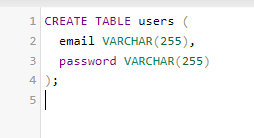 1 CREATE TABLE users (
2 email VARCHAR(255),
3 password VARCHAR(255)
4 );
5